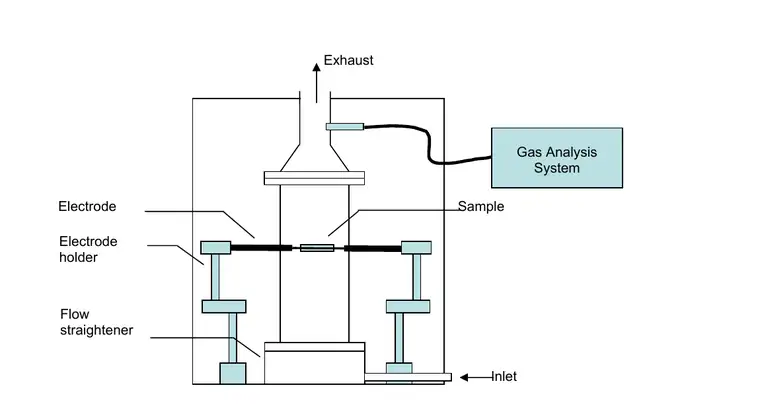 Exhaust
Gas Analysis
System
Electrode
Sample
Electrode
holder
Flow
straightener
Inlet